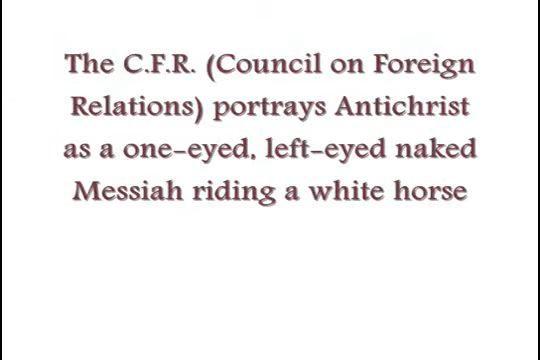 The C.F.R. (Council on Foreign
Relations) portrays Antichrist
as a one-eyed, left-eyed naked
Messiah riding a white horse